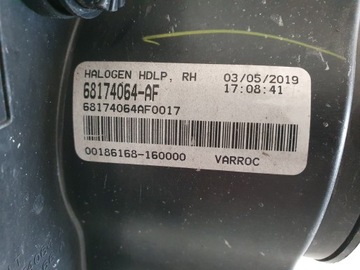 HALOGEN HDLP, RH 03/05/2019
68174064-AF 17:08:41
68174064AF0017
00186168-160000 VARROC